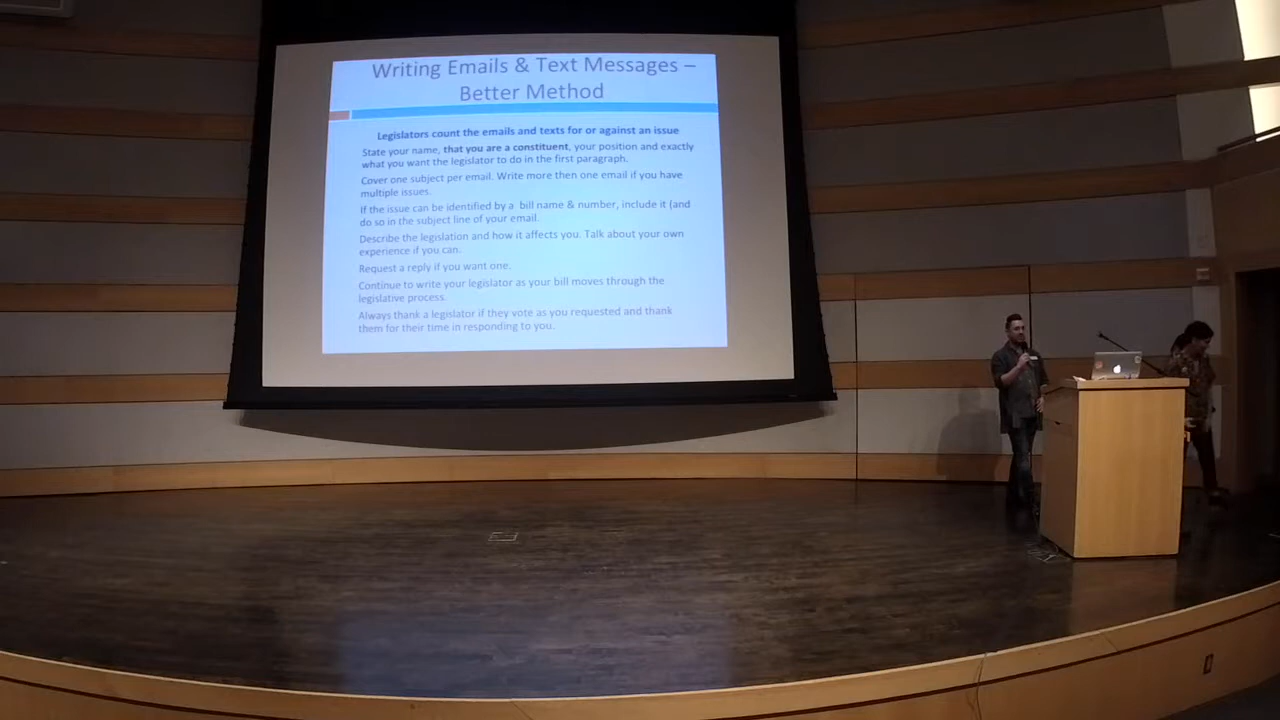 Writing Emails & Text Messages –
Better Method
Legislators count the emails and texts for or against an issue
State your name, that you are a constituent, your position and exactly
what you want the legislator to do in the first paragraph.
Cover one subject per email. Write more then one email if you have
multiple issues.
If the issue can be identified by a bill name & number, include it (and
do so in the subject line of your email.
Describe the legislation and how it affects you. Talk about your own
experience if you can.
Request a reply if you want one.
Continue to write your legislator as your bill moves through the
legislative process.
Always thank a legislator if they vote as you requested and thank
them for their time in responding to you.